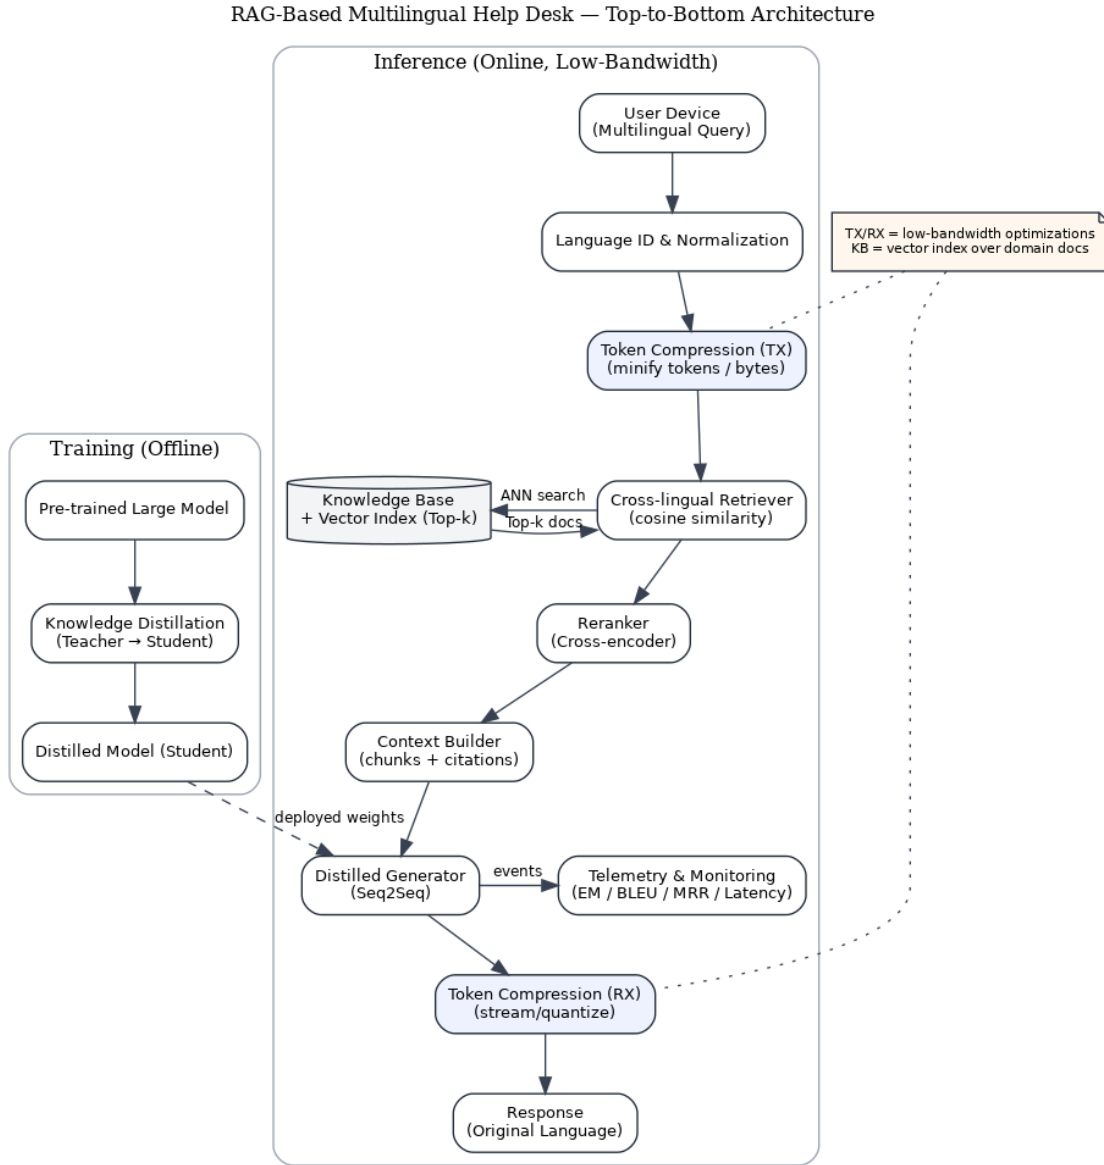 RAG-Based Multilingual Help Desk — Top-to-Bottom Architecture
Inference (Online, Low-Bandwidth)
User Device
(Multilingual Query)
Language ID & Normalization
TX/RX = low-bandwidth optimizations
KB = vector index over domain docs
Token Compression (TX)
(minify tokens / bytes)
Training (Offline)
Pre-trained Large Model
Knowledge Base
+ Vector Index (Top-k)
ANN search
Top-k docs
Cross-lingual Retriever
(cosine similarity)
Knowledge Distillation
(Teacher → Student)
Reranker
(Cross-encoder)
Distilled Model (Student)
Context Builder
(chunks + citations)
deployed weights
Distilled Generator
(Seq2Seq)
events
Telemetry & Monitoring
(EM / BLEU / MRR / Latency)
Token Compression (RX)
(stream/quantize)
Response
(Original Language)